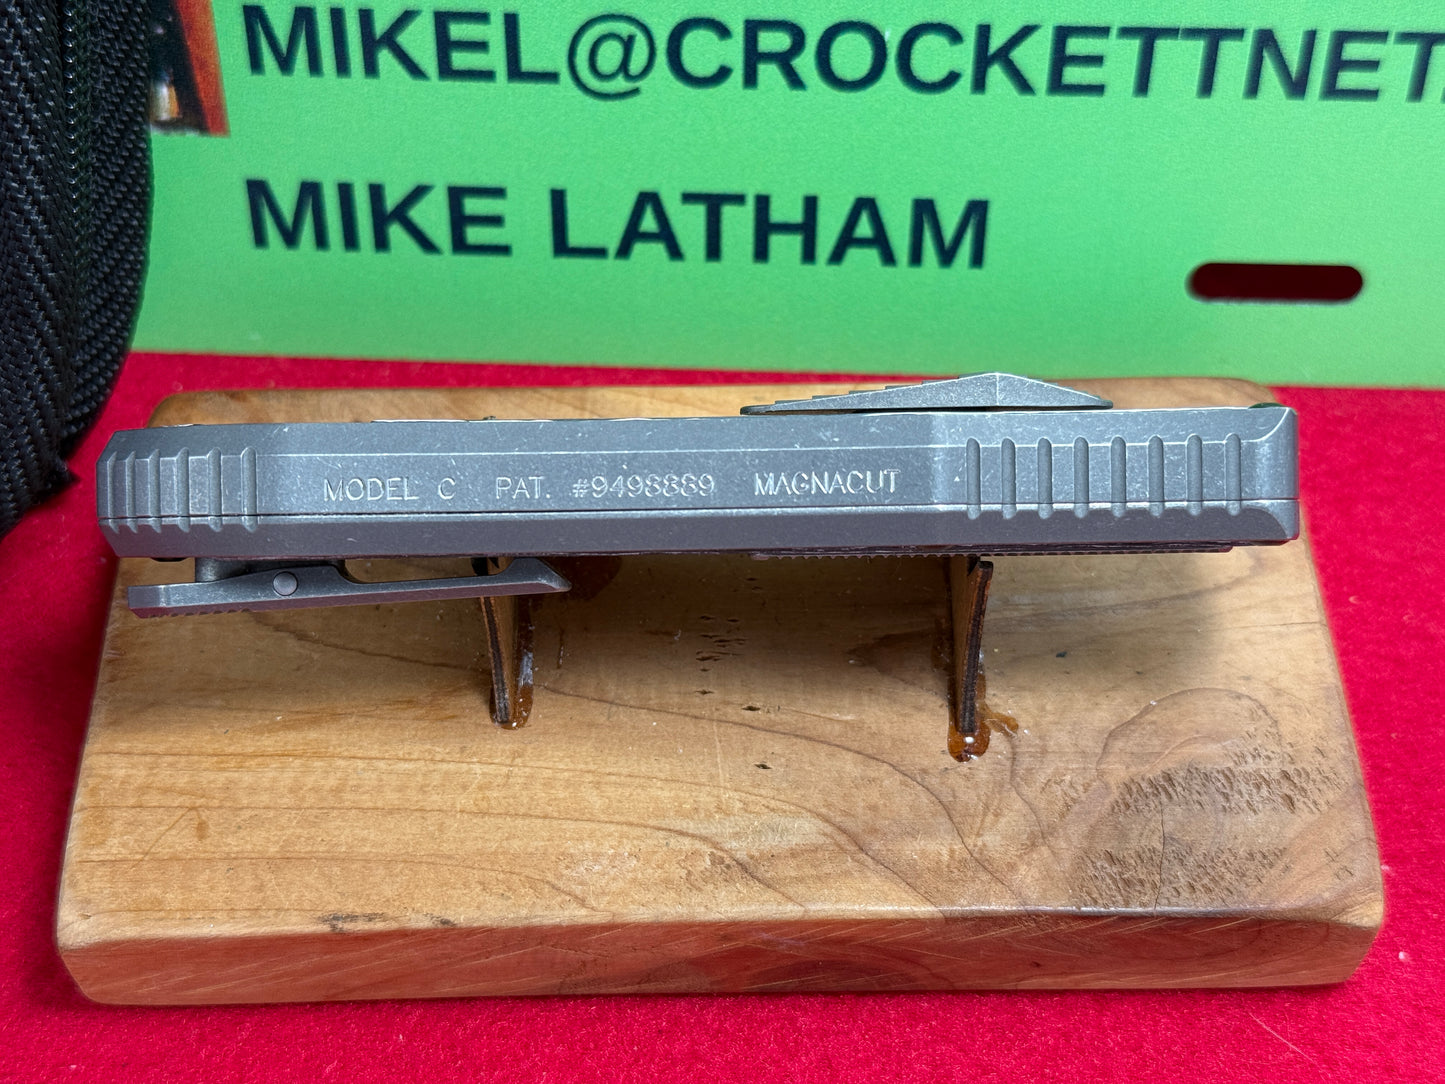 MIKEL@CROCKETTNET.
MIKE LATHAM
MODEL C PAT. #9498889 MAGNACUT